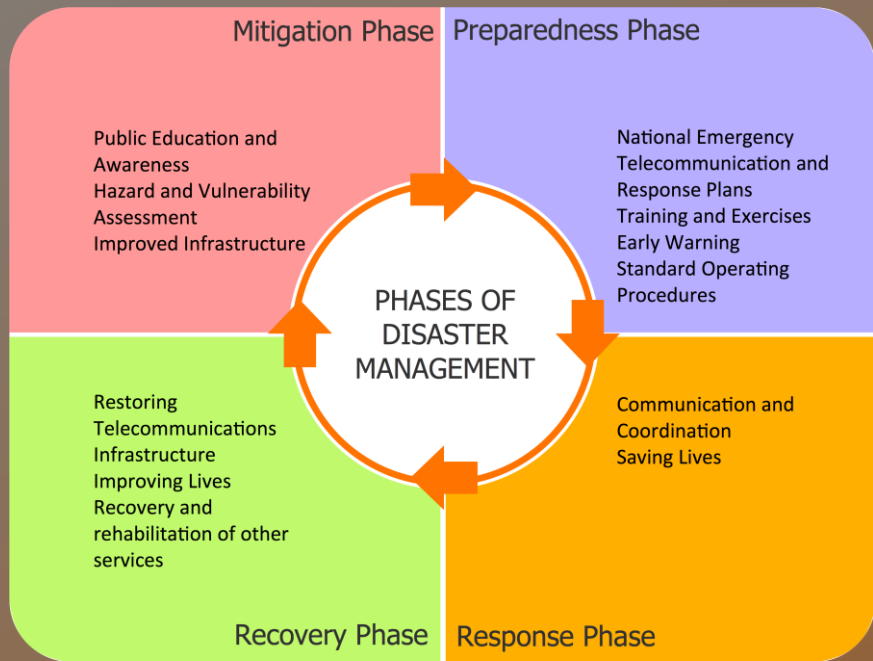 Mitigation Phase
Public Education and
Awareness
Hazard and Vulnerability
Assessment
Improved Infrastructure
Preparedness Phase
National Emergency
Telecommunication and
Response Plans
Training and Exercises
Early Warning
Standard Operating
Procedures
PHASES OF
DISASTER
MANAGEMENT
Restoring
Telecommunications
Infrastructure
Improving Lives
Recovery and
rehabilitation of other
services
Recovery Phase
Communication and
Coordination
Saving Lives
Response Phase